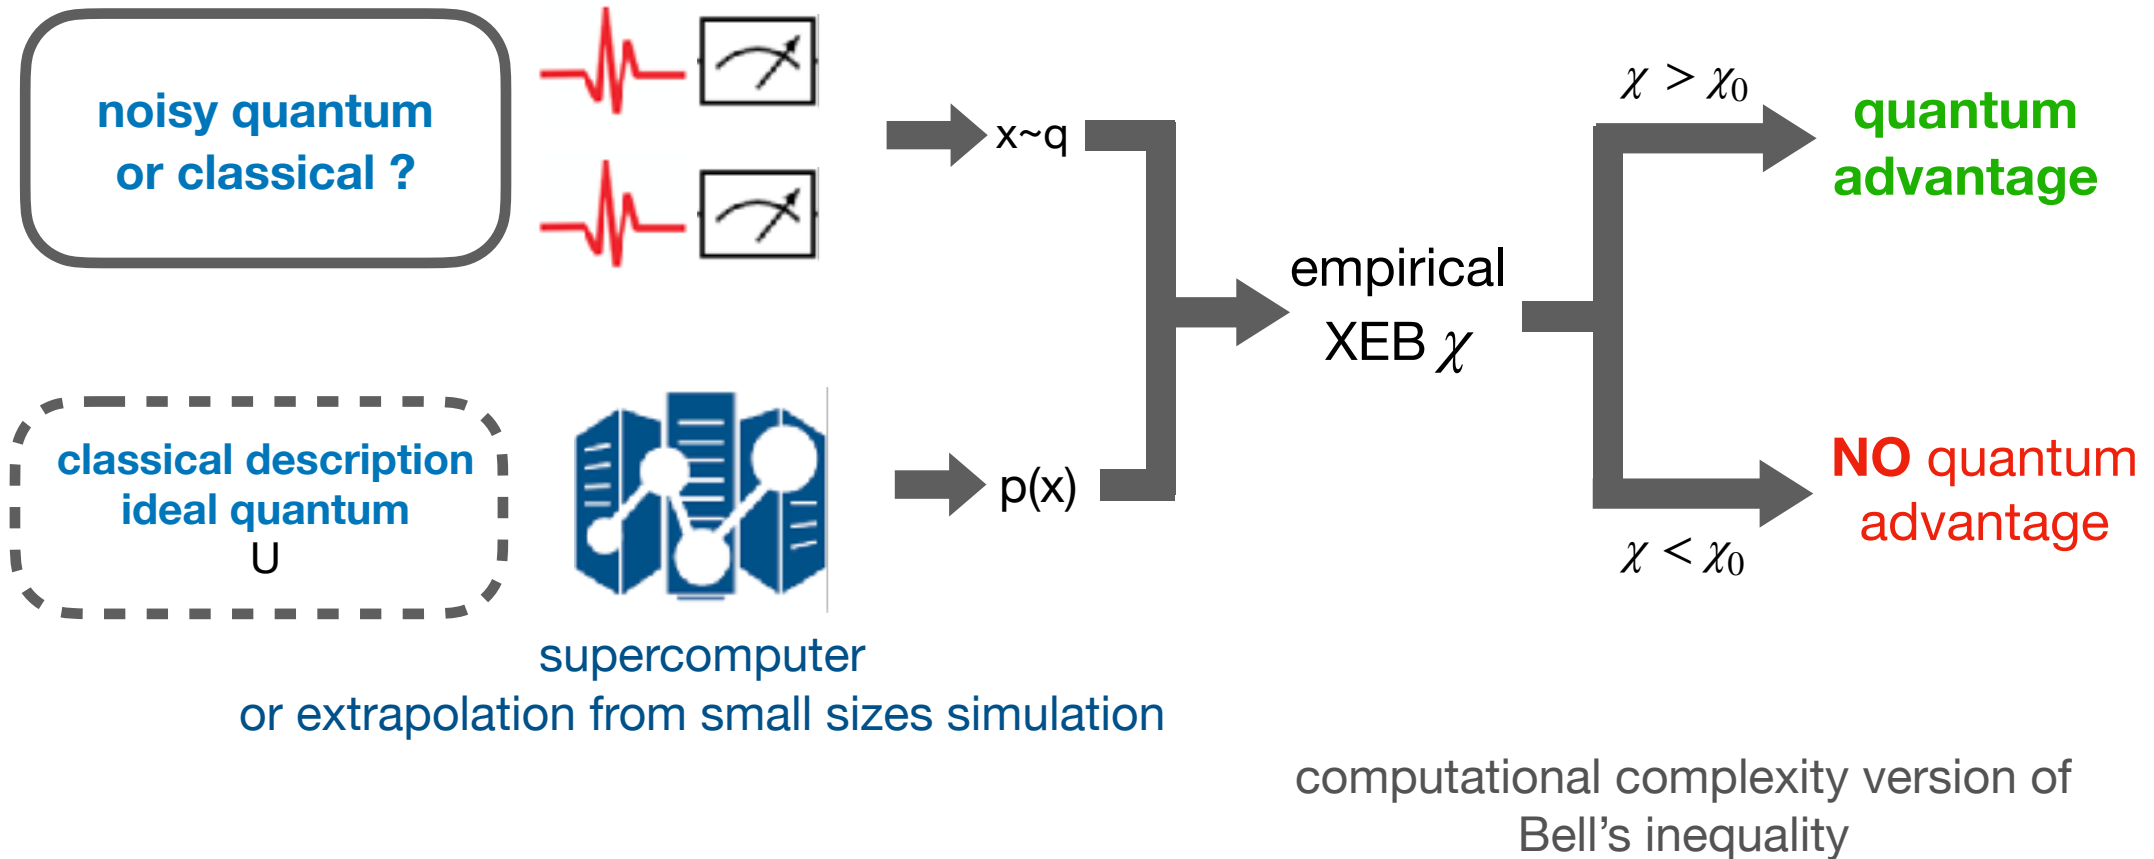 noisy quantum
or classical ?
x~q
classical description
ideal quantum
U
p(x)
supercomputer
or extrapolation from small sizes simulation
empirical
XEB χ
χ > χ₀
quantum
advantage
χ < χ₀
NO quantum
advantage
computational complexity version of
Bell’s inequality